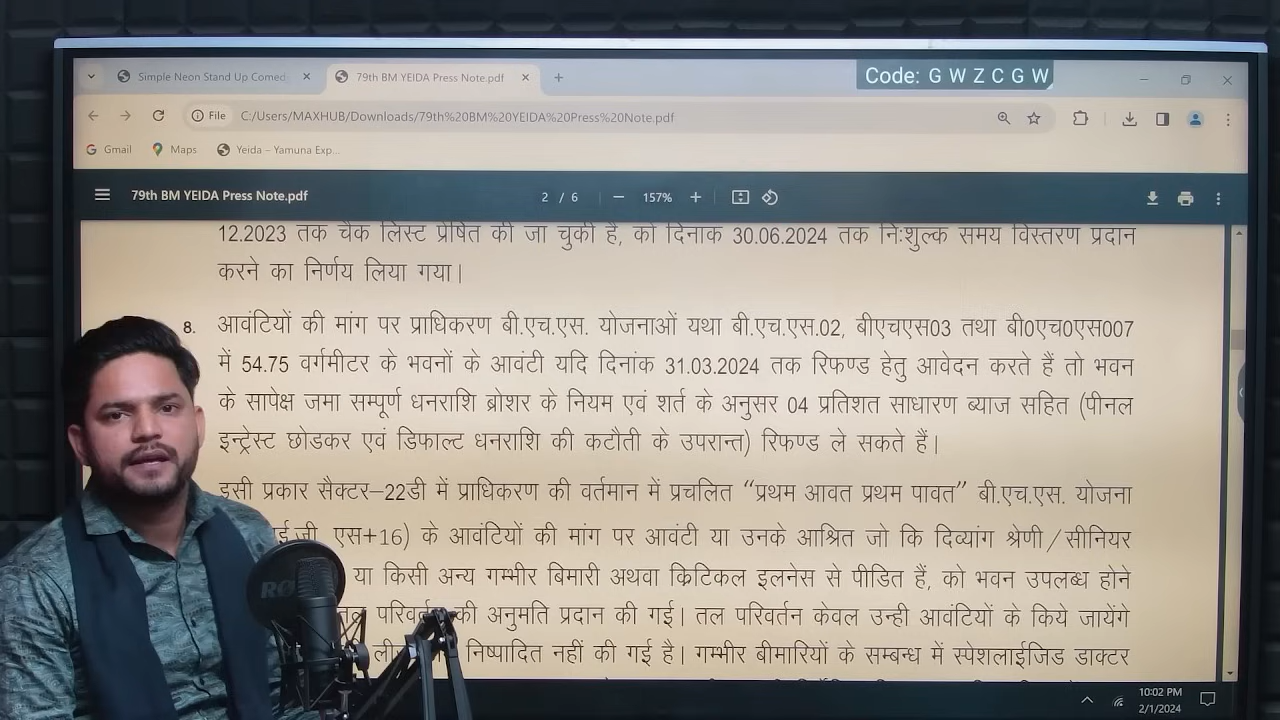 Simple Neon Stand Up Comed
79th BM YEIDA Press Note.pdf
Code: G W Z C G W
File C:/Users/MAXHUB/Downloads/79th%20BM%20YEIDA%20Press%20Note.pdf
Gmail Maps Yeida – Yamuna Exp...
79th BM YEIDA Press Note.pdf 2 / 6 157%
12.2023 तक चैक लिस्ट प्रेषित की जा चुकी है, को दिनांक 30.06.2024 तक निःशुल्क समय विस्तरण प्रदान
करने का निर्णय लिया गया।
8. आवंटियों की मांग पर प्राधिकरण बी.एच.एस. योजनाओं यथा बी.एच.एस.02, बीएचएस03 तथा बी0एच0एस007
में 54.75 वर्गमीटर के भवनों के आवंटी यदि दिनांक 31.03.2024 तक रिफण्ड हेतु आवेदन करते हैं तो भवन
के सापेक्ष जमा सम्पूर्ण धनराशि ब्रोशर के नियम एवं शर्त के अनुसर 04 प्रतिशत साधारण ब्याज सहित (पीनल
इन्ट्रेस्ट छोडकर एवं डिफाल्ट धनराशि की कटौती के उपरान्त) रिफण्ड ले सकते हैं।
इसी प्रकार सैक्टर–22डी में प्राधिकरण की वर्तमान में प्रचलित “प्रथम आवत प्रथम पावत” बी.एच.एस. योजना
एस+16) के आवंटियों की मांग पर आवंटी या उनके आश्रित जो कि दिव्यांग श्रेणी/सीनियर
या किसी अन्य गम्भीर बिमारी अथवा क्रिटिकल इलनेस से पीडित हैं, को भवन उपलब्ध होने
तल परिवर्तन की अनुमति प्रदान की गई। तल परिवर्तन केवल उन्ही आवंटियों के किये जायेंगे
निष्पादित नहीं की गई है। गम्भीर बीमारियों के सम्बन्ध में स्पेशलाईजिड डाक्टर
10:02 PM
2/1/2024